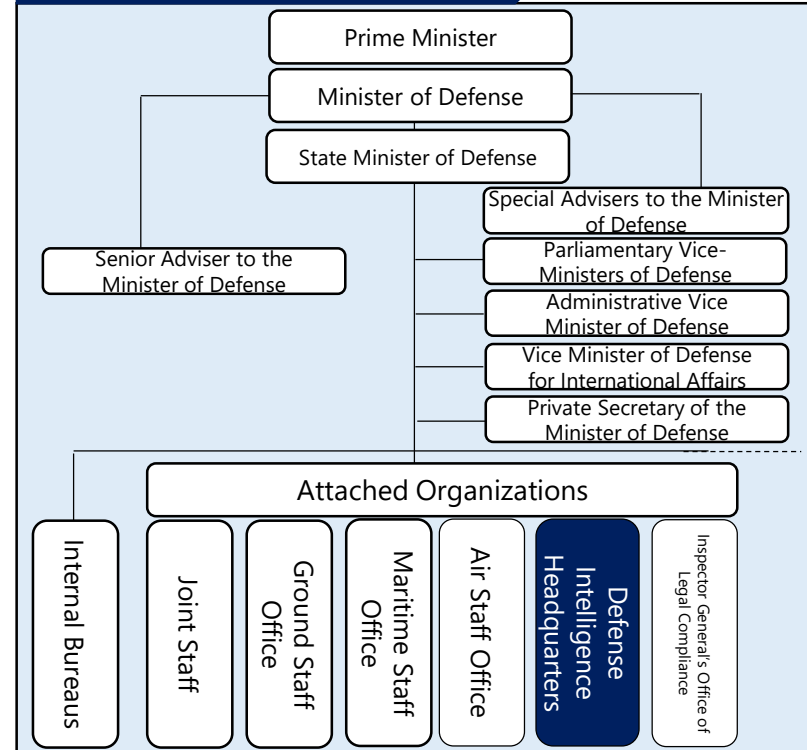 Prime Minister
Minister of Defense
State Minister of Defense
Special Advisers to the Minister
of Defense
Senior Adviser to the
Minister of Defense
Parliamentary Vice-
Ministers of Defense
Administrative Vice
Minister of Defense
Vice Minister of Defense
for International Affairs
Private Secretary of the
Minister of Defense
Attached Organizations
Internal Bureaus
Joint Staff
Ground Staff
Office
Maritime Staff
Office
Air Staff Office
Defense
Intelligence
Headquarters
Inspector General's Office of
Legal Compliance